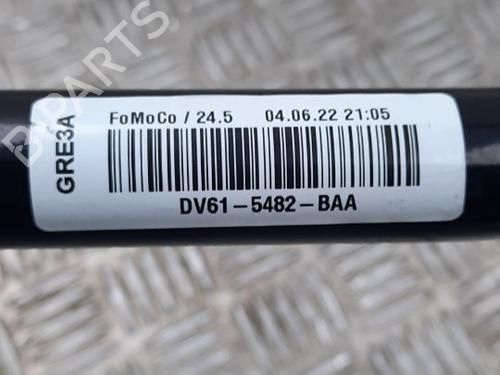 B-PARTS
GRE3A
FoMoCo / 24.5 04.06.22 21:05
DV61-5482-BAA